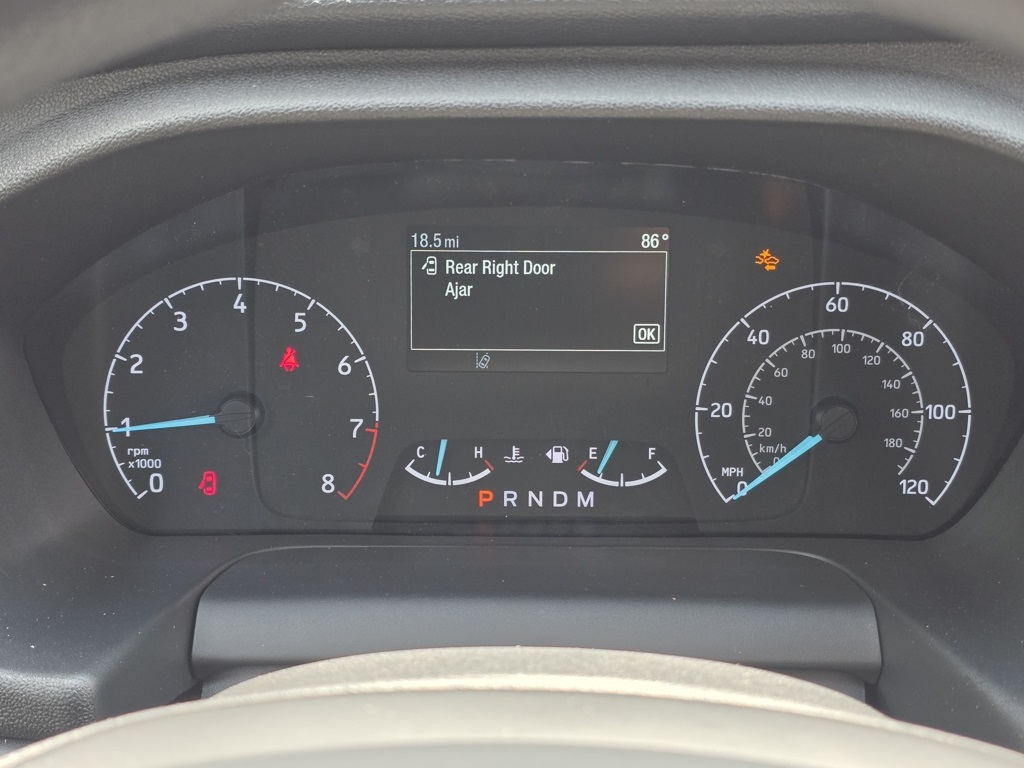 18.5 mi 86°
Rear Right Door
Ajar
OK
0 1 2 3 4 5 6 7 8
rpm
x1000
0 20 40 60 80 100 120
MPH
0 20 40 60 80 100 120 140 160 180
km/h
C H E F
P R N D M